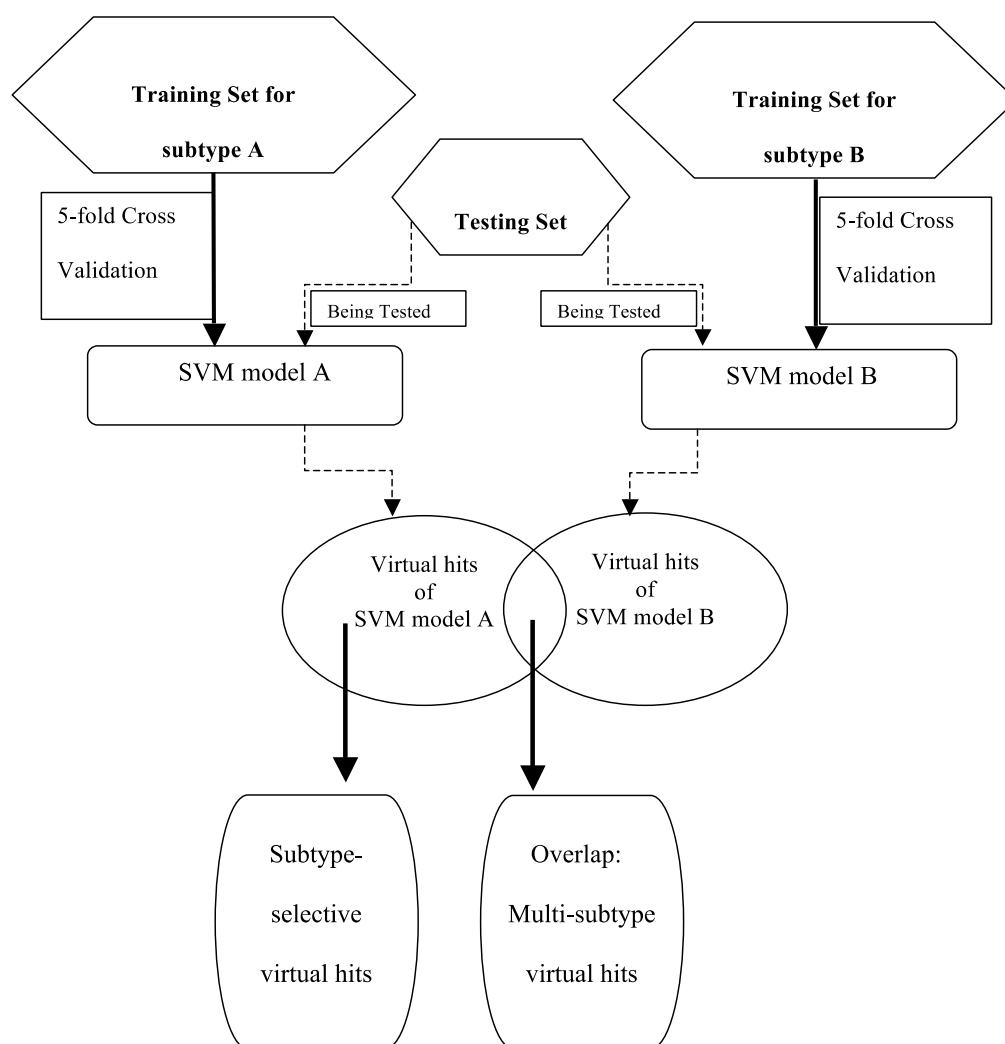 Training Set for
subtype A
Training Set for
subtype B
Testing Set
5-fold Cross
Validation
5-fold Cross
Validation
Being Tested
Being Tested
SVM model A
SVM model B
Virtual hits
of
SVM model A
Virtual hits
of
SVM model B
Subtype-
selective
virtual hits
Overlap:
Multi-subtype
virtual hits